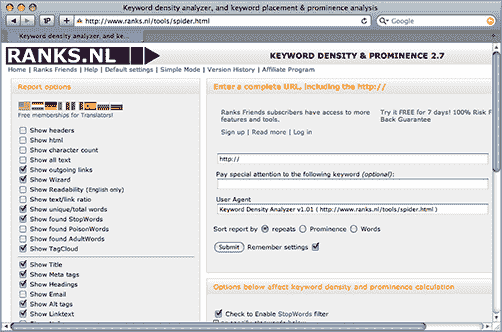 Keyword density analyzer, and keyword placement & prominence analysis
http://www.ranks.nl/tools/spider.html
Google
Keyword density analyzer, and ke...
RANKS.NL
KEYWORD DENSITY & PROMINENCE 2.7
Home | Ranks Friends | Help | Default settings | Simple Mode | Version History | Affiliate Program
Report options
Free memberships for Translators!
Show headers
Show html
Show character count
Show all text
Show outgoing links
Show Wizard
Show Readability (English only)
Show text/link ratio
Show unique/total words
Show found StopWords
Show found PoisonWords
Show found AdultWords
Show TagCloud
Show Title
Show Meta tags
Show Headings
Show Email
Show Alt tags
Show Linktext
Enter a complete URL, including the http://
Ranks Friends subscribers have access to more
features and tools.
Try it FREE for 7 days! 100% Risk F
Back Guarantee
Sign up | Read more | Log in
http://
Pay special attention to the following keyword (optional):
User Agent
Keyword Density Analyzer v1.01 ( http://www.ranks.nl/tools/spider.html )
Sort report by repeats Prominence Words
Submit Remember settings
Options below affect keyword density and prominence calculation
Check to Enable StopWords filter